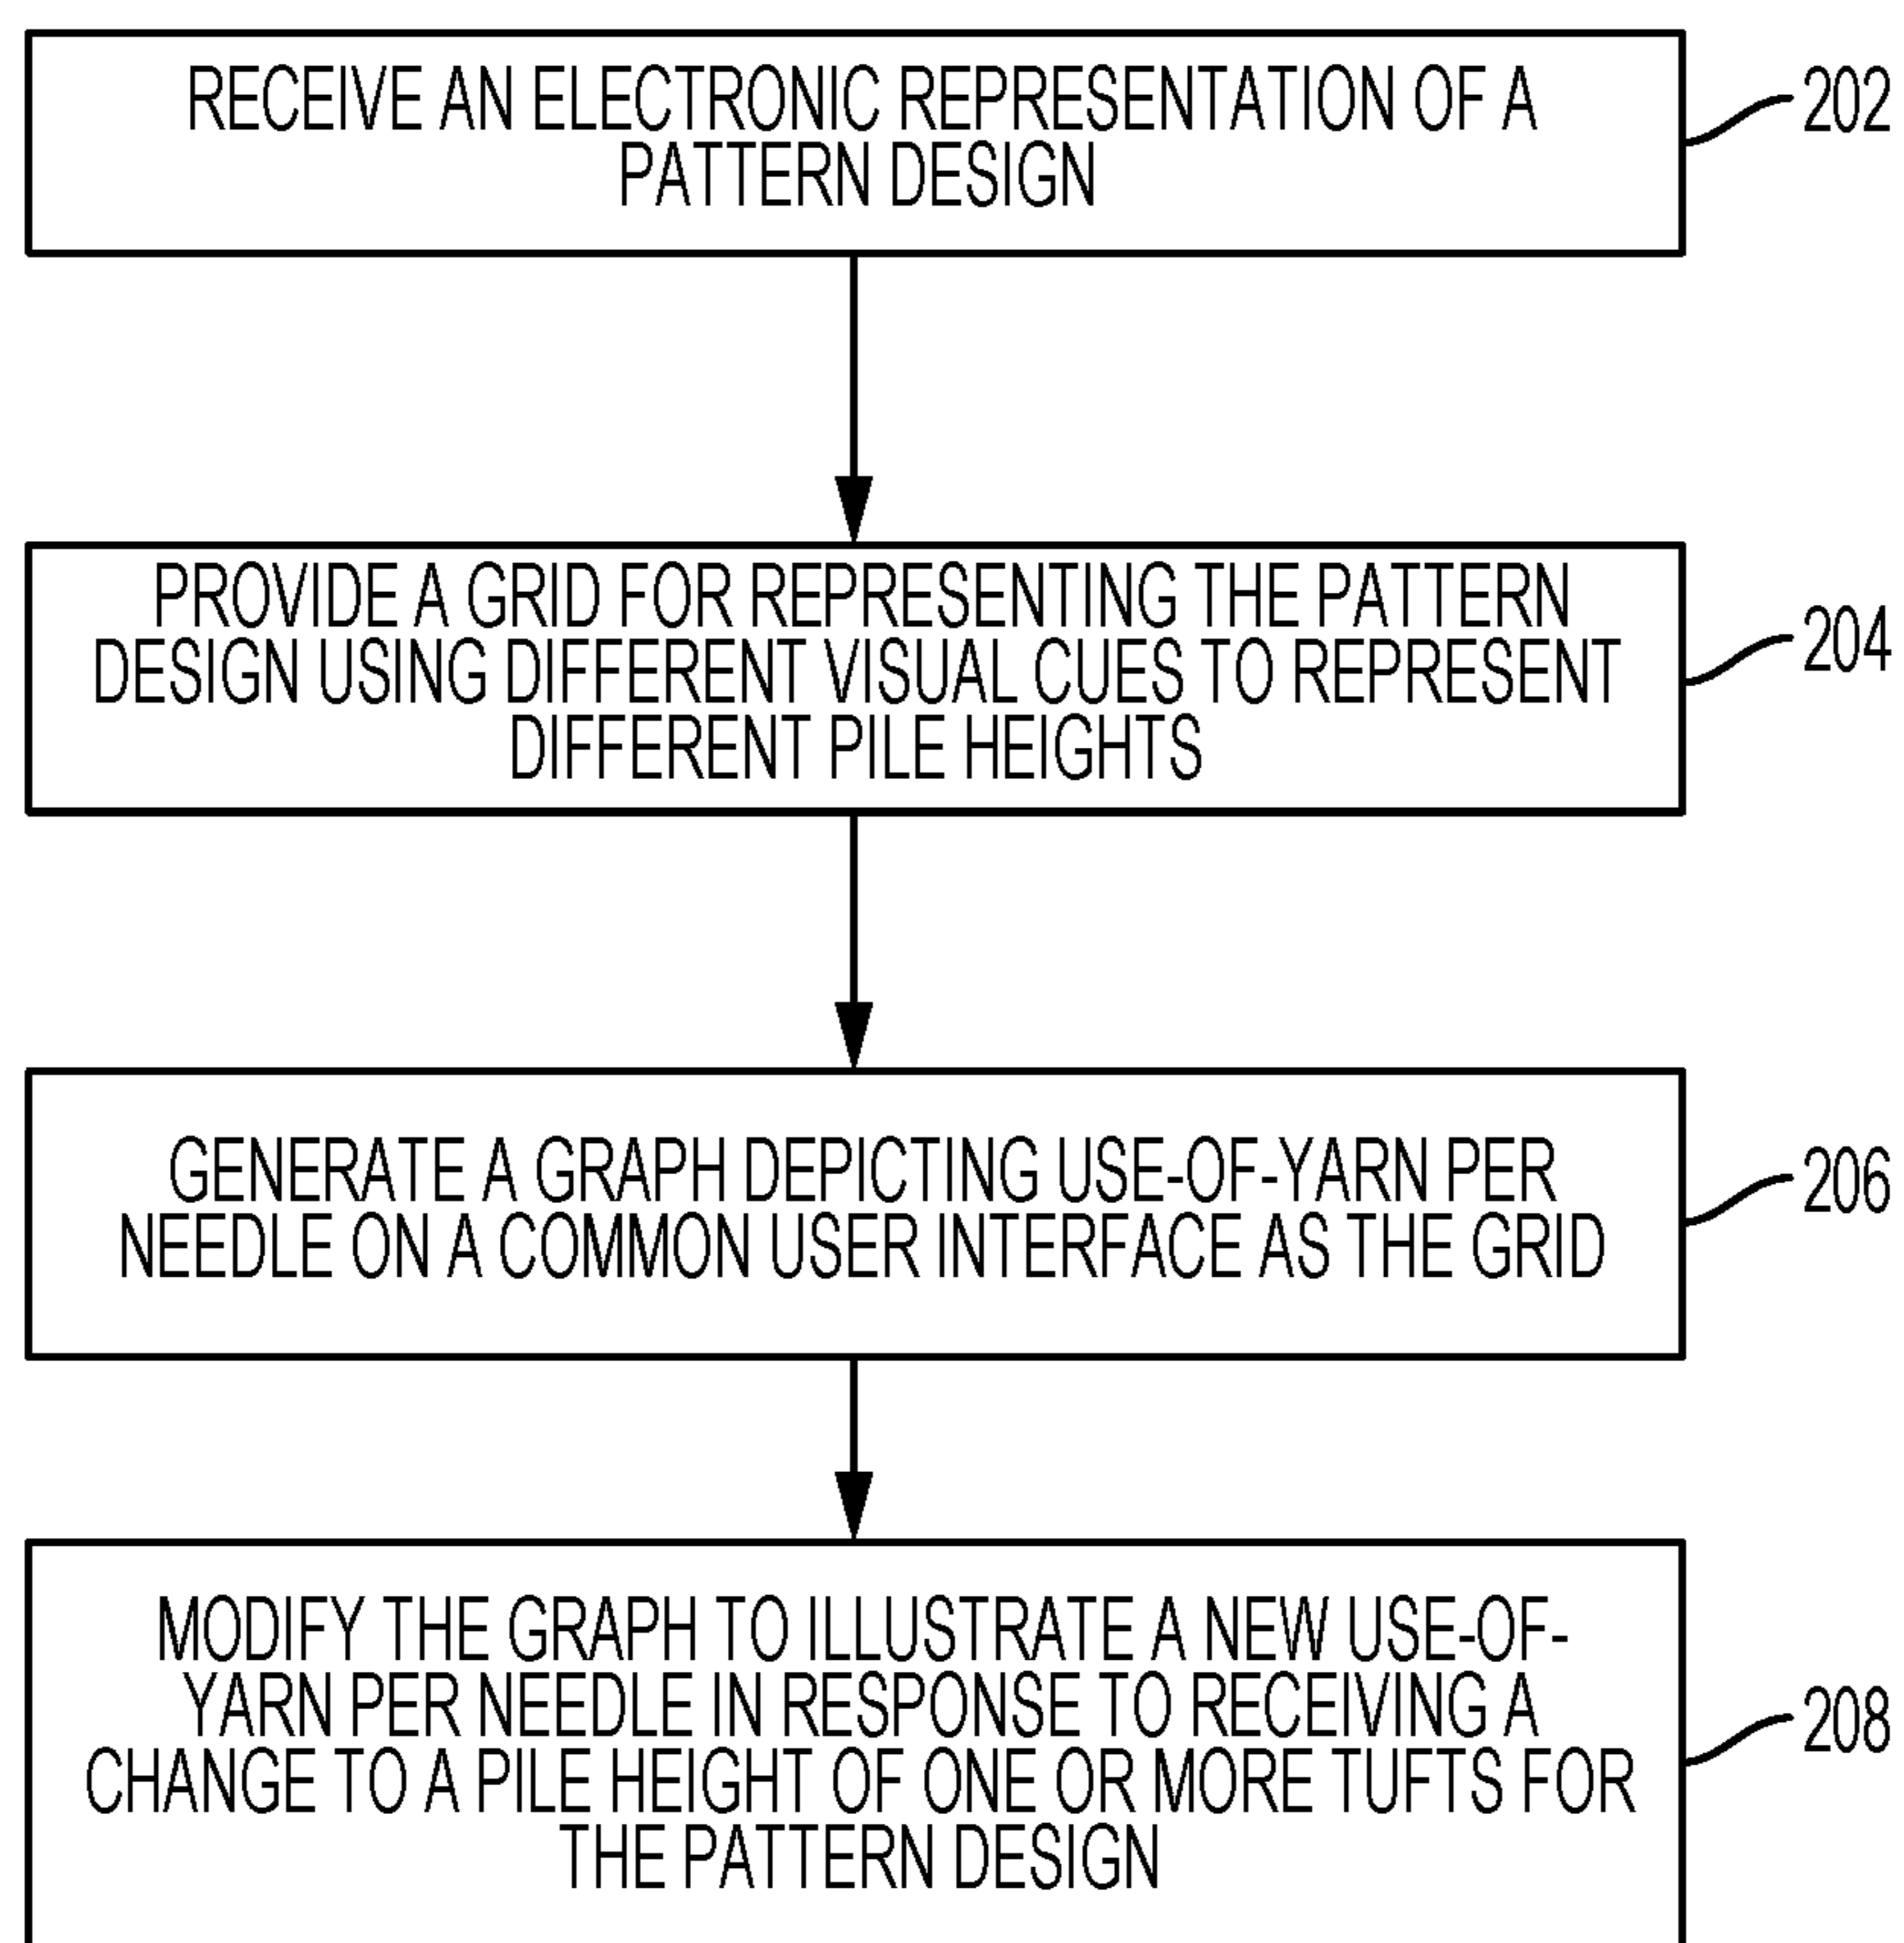 RECEIVE AN ELECTRONIC REPRESENTATION OF A
PATTERN DESIGN
202
PROVIDE A GRID FOR REPRESENTING THE PATTERN
DESIGN USING DIFFERENT VISUAL CUES TO REPRESENT
DIFFERENT PILE HEIGHTS
204
GENERATE A GRAPH DEPICTING USE-OF-YARN PER
NEEDLE ON A COMMON USER INTERFACE AS THE GRID
206
MODIFY THE GRAPH TO ILLUSTRATE A NEW USE-OF-
YARN PER NEEDLE IN RESPONSE TO RECEIVING A
CHANGE TO A PILE HEIGHT OF ONE OR MORE TUFTS FOR
THE PATTERN DESIGN
208